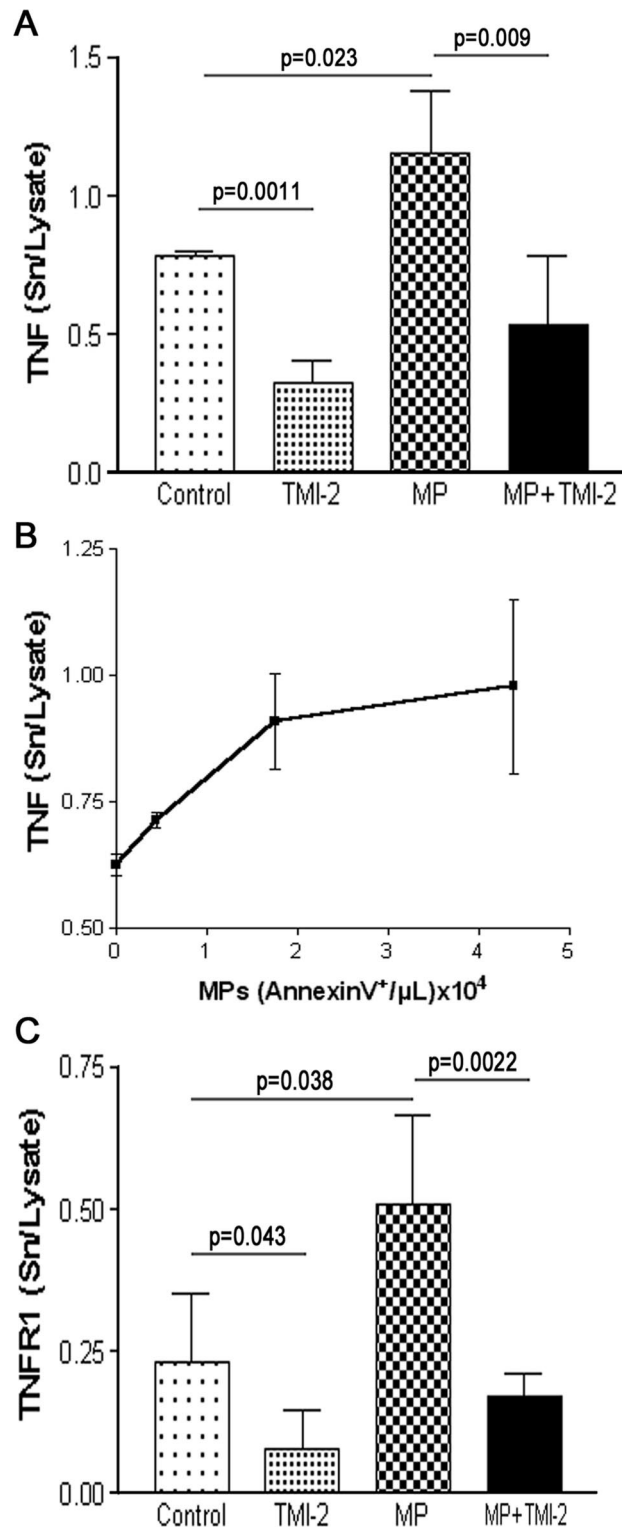 A
TNF (Sn/Lysate)
1.5
1.0
0.5
0.0
p=0.023
p=0.009
p=0.0011
Control TMI-2 MP MP+TMI-2
B
TNF (Sn/Lysate)
1.25
1.00
0.75
0.50
0 1 2 3 4 5
MPs (AnnexinV⁺/µL)x10⁴
C
TNFR1 (Sn/Lysate)
0.75
0.50
0.25
0.00
p=0.038
p=0.0022
p=0.043
Control TMI-2 MP MP+TMI-2